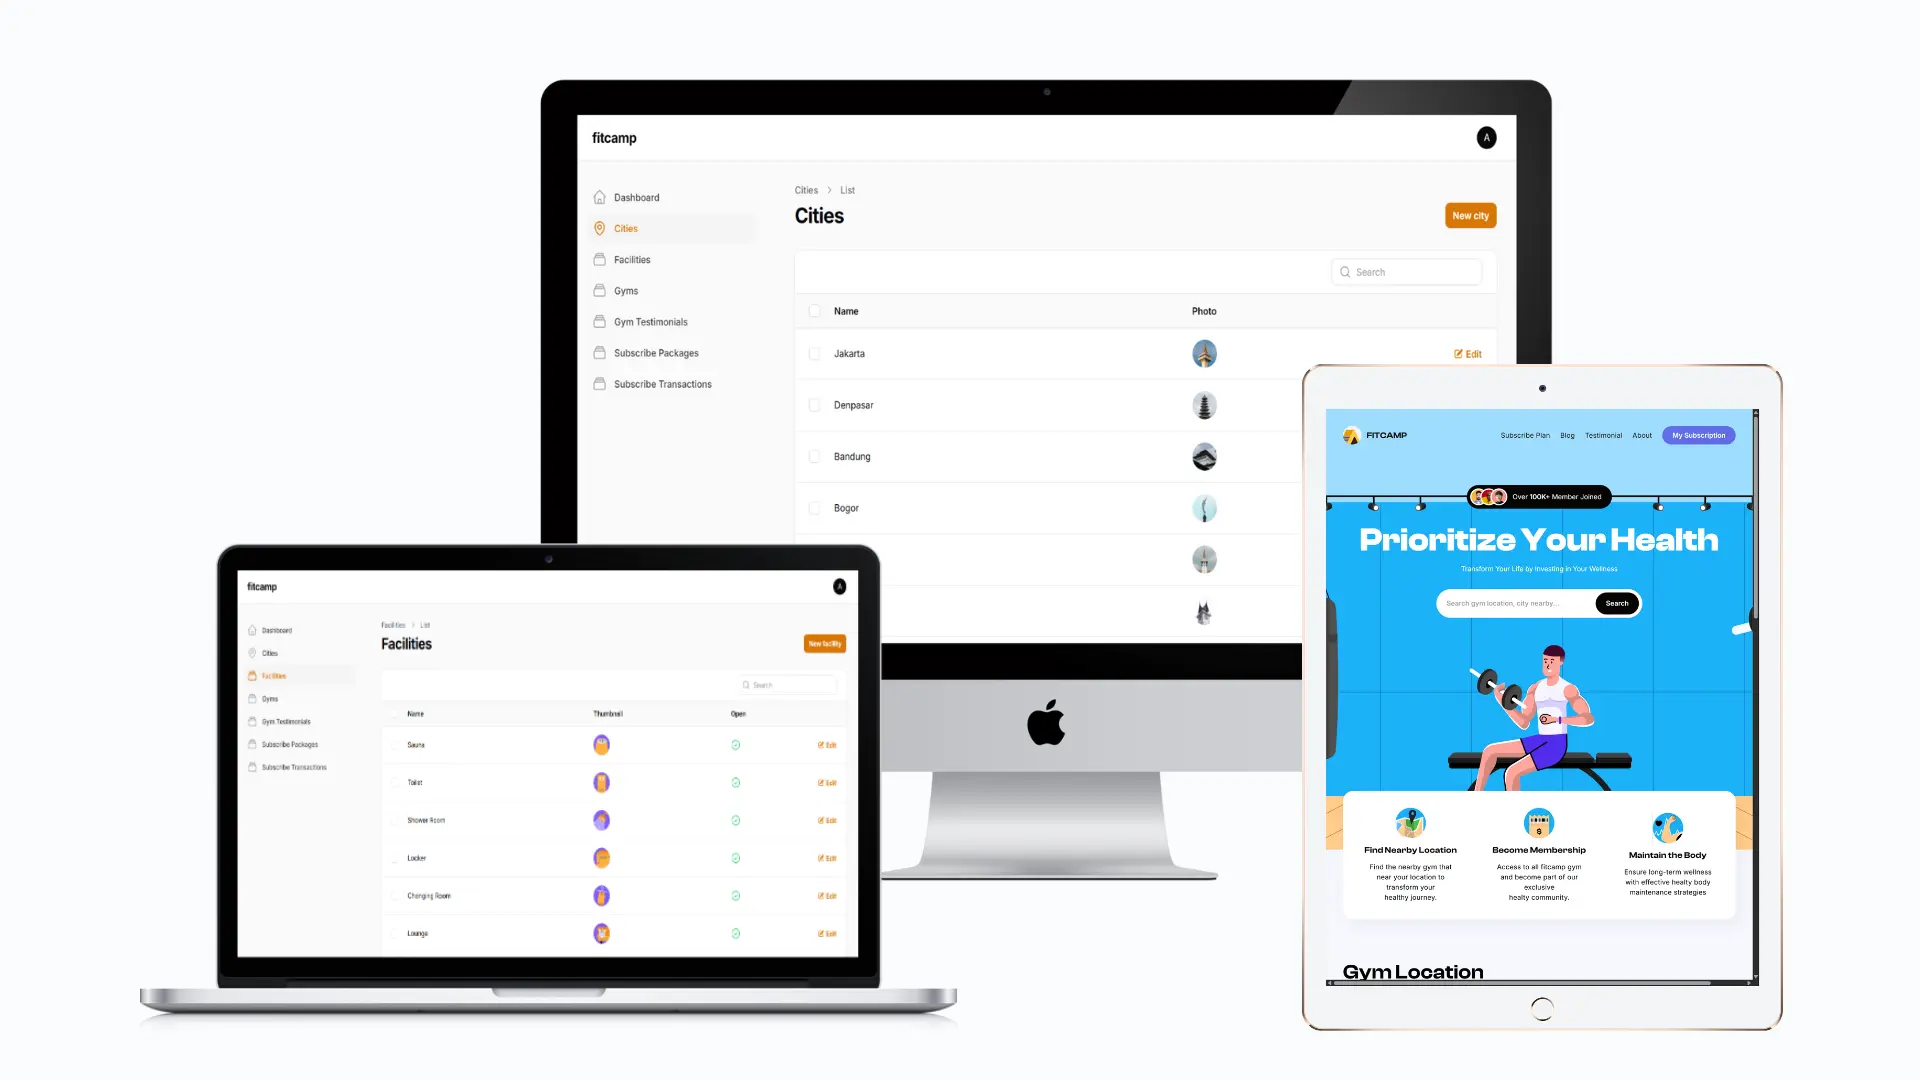 fitcamp
A
Dashboard
Cities
Facilities
Gyms
Gym Testimonials
Subscribe Packages
Subscribe Transactions
Cities > List
Cities
New city
Search
Name Photo
Jakarta Edit
Denpasar
Bandung
Bogor
fitcamp
A
Dashboard
Cities
Facilities
Gyms
Gym Testimonials
Subscribe Packages
Subscribe Transactions
Facilities > List
Facilities
New facility
Search
Name Thumbnail Open
Sauna Edit
Toilet Edit
Shower Room Edit
Locker Edit
Changing Room Edit
Lounge Edit
FITCAMP
Subscribe Plan Blog Testimonial About My Subscription
Over 100K+ Member Joined
Prioritize Your Health
Transform Your Life by Investing in Your Wellness
Search gym location, city nearby... Search
Find Nearby Location
Find the nearby gym that
near your location to
transform your
healthy journey.
Become Membership
Access to all fitcamp gym
and become part of our
exclusive
healty community.
Maintain the Body
Ensure long-term wellness
with effective healty body
maintenance strategies
Gym Location